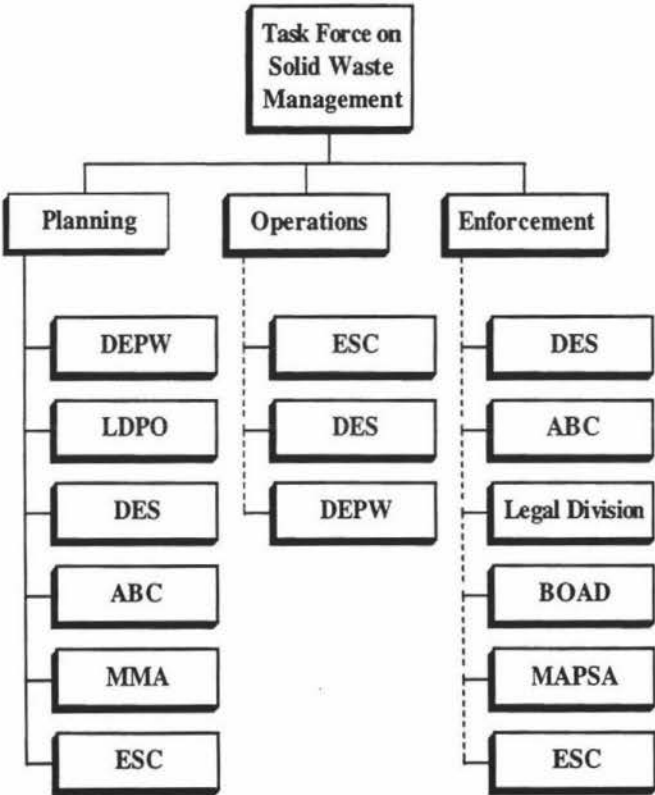 Task Force on
Solid Waste
Management
Planning
Operations
Enforcement
DEPW
LDPO
DES
ABC
MMA
ESC
ESC
DES
DEPW
DES
ABC
Legal Division
BOAD
MAPSA
ESC